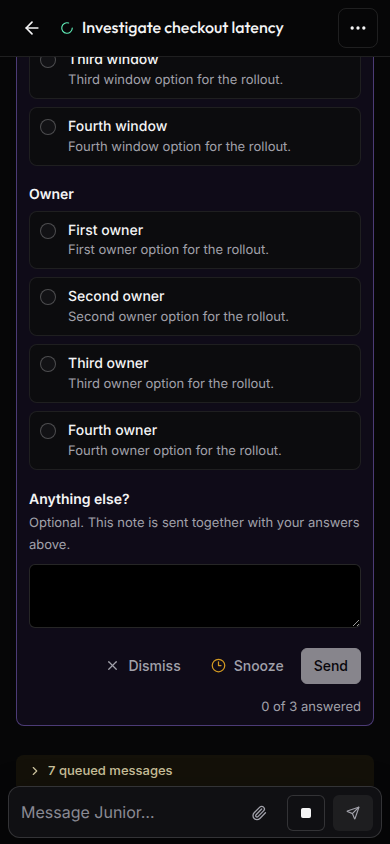 Investigate checkout latency
Third window
Third window option for the rollout.
Fourth window
Fourth window option for the rollout.
Owner
First owner
First owner option for the rollout.
Second owner
Second owner option for the rollout.
Third owner
Third owner option for the rollout.
Fourth owner
Fourth owner option for the rollout.
Anything else?
Optional. This note is sent together with your answers
above.
Dismiss
Snooze
Send
0 of 3 answered
7 queued messages
Message Junior...